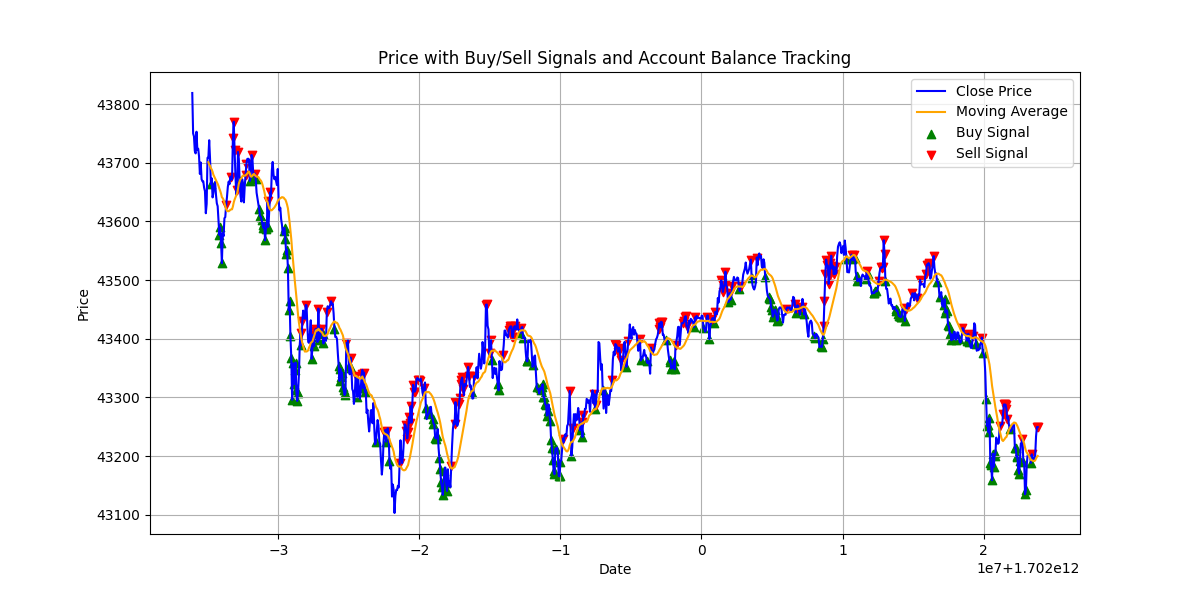 Price with Buy/Sell Signals and Account Balance Tracking
Close Price
Moving Average
Buy Signal
Sell Signal
43800
43700
43600
43500
43400
43300
43200
43100
Price
−3 −2 −1 0 1 2
1e7+1.702e12
Date